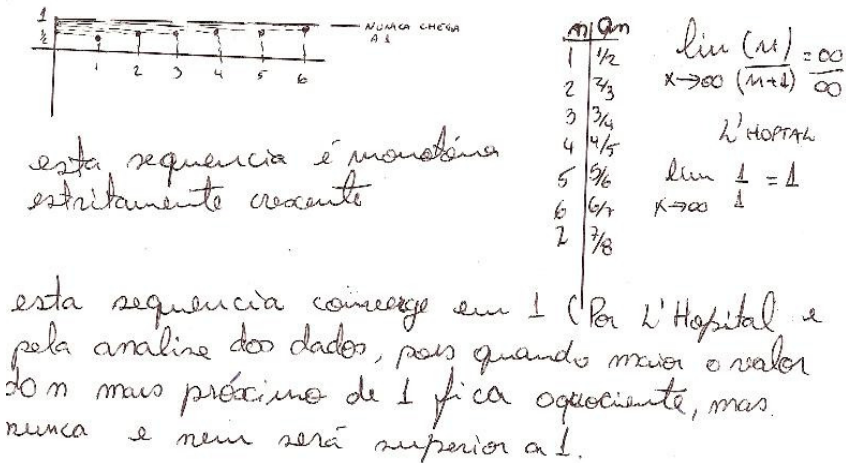 1
½
NUNCA CHEGA
A 1
1 2 3 4 5 6
n an
1 1/2
2 2/3
3 3/4
4 4/5
5 5/6
6 6/7
2 7/8
lim (n) = ∞
x→∞ (n+1) ∞
L'HOPTAL
lim 1 = 1
x→∞ 1
esta sequencia é monotóna
estritamente crescente
esta sequencia converge em 1 (Por L'Hopital e
pela analise dos dados, pois quando maior o valor
do n mais próximo de 1 fica o quociente, mas
nunca e nem será superior a 1.